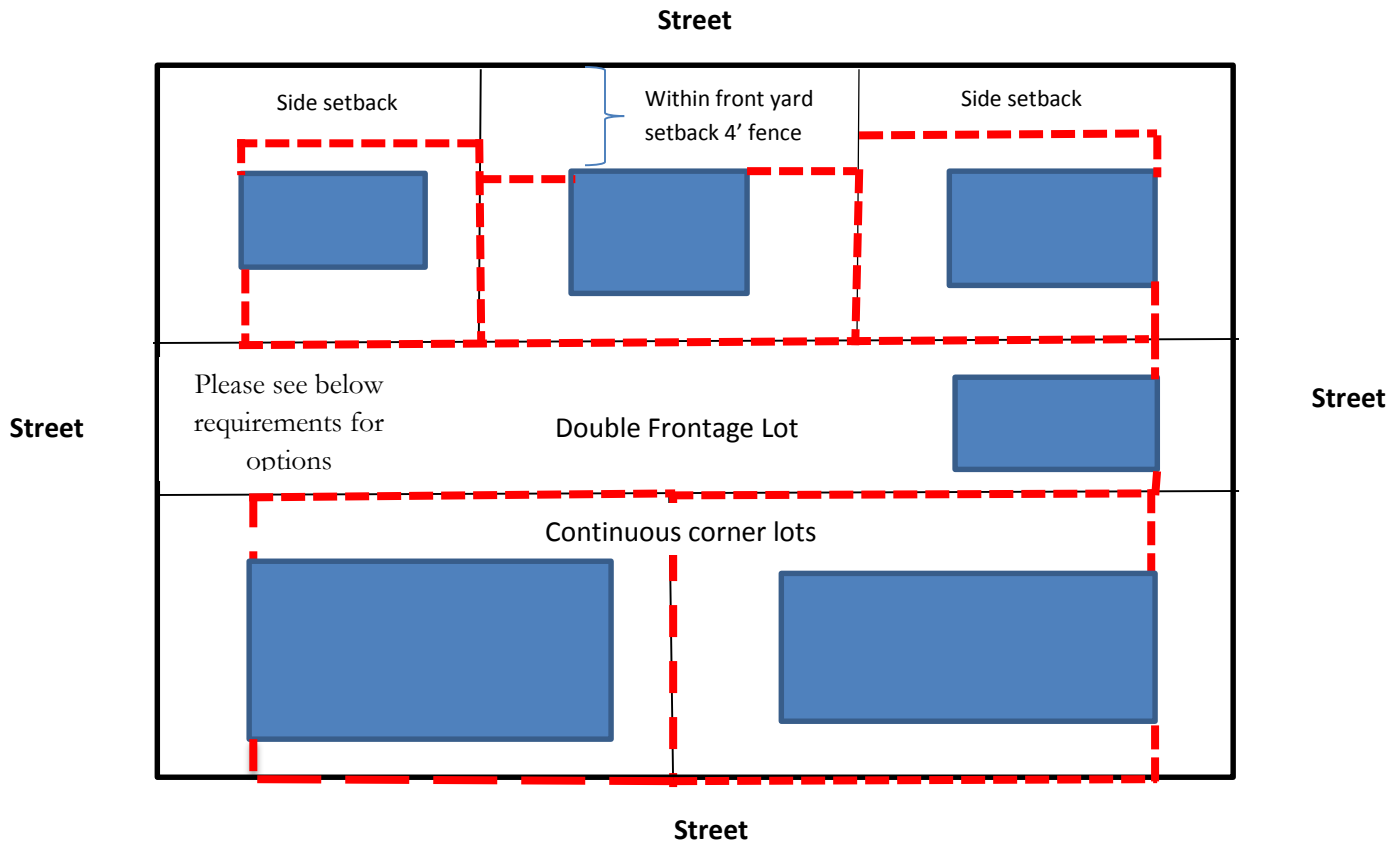 Street
Side setback
Within front yard
setback 4’ fence
Side setback
Please see below
requirements for
options
Double Frontage Lot
Street
Street
Continuous corner lots
Street